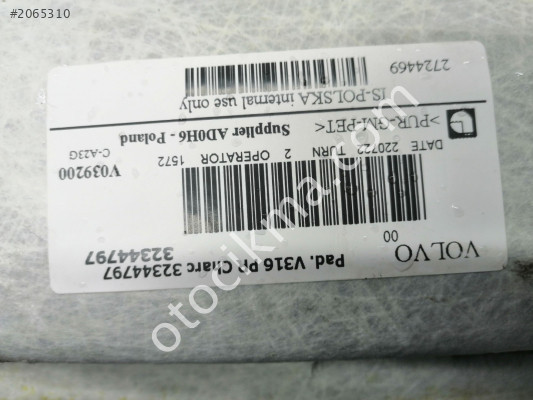 #2065310
VOLVO
Pad. V316 PP Charc 32344797
32344797
00
DATE 220722 TURN 2 OPERATOR 1572
V039200
C-A23G
>PUR-GM-PET<
Supplier AD0H6 - Poland
IS-POLSKA internal use only
2724469
otocikma.com